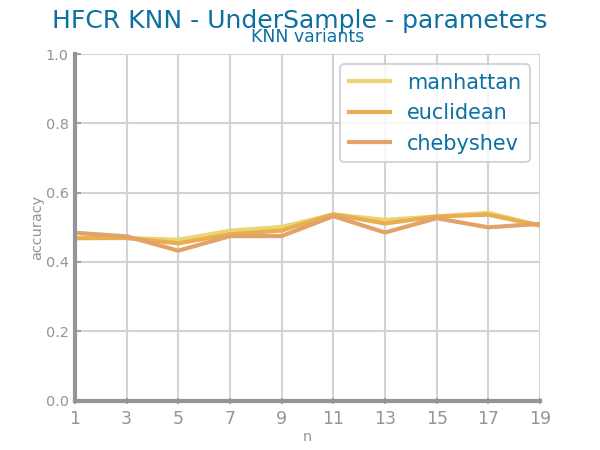 HFCR KNN - UnderSample - parameters
KNN variants
manhattan
euclidean
chebyshev
accuracy
1.0
0.8
0.6
0.4
0.2
0.0
1 3 5 7 9 11 13 15 17 19
n